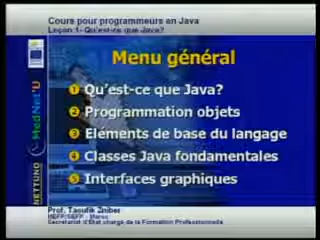 Cours pour programmeurs en Java
Leçon 1- Qu'est-ce que Java?
Menu général
1 Qu'est-ce que Java?
2 Programmation objets
3 Eléments de base du langage
4 Classes Java fondamentales
5 Interfaces graphiques
NETTUNO MedNet'U
Prof. Taoufik Zniber
Secretariat d'Etat chargé de la Formation Professionnelle